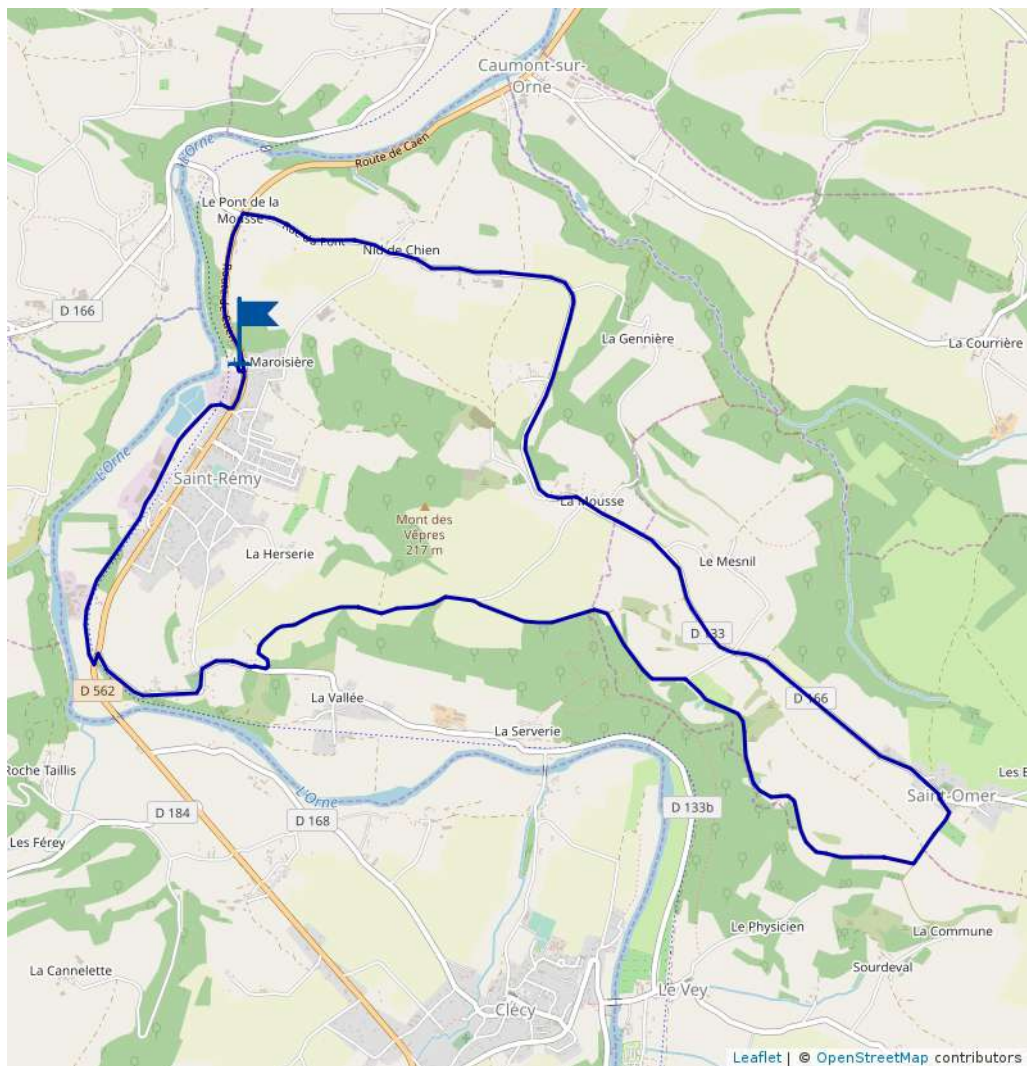 Caumont-sur-
Orne
L'Orne
Route de Caen
Le Pont de la
Mousse
Rue du Pont
Nid de Chien
D 166
La Gennière
La Courrière
Maroisière
L'Orne
Saint-Rémy
La Mousse
Mont des
Vêpres
217 m
La Herserie
Le Mesnil
D 133
D 562
La Vallée
D 166
La Serverie
Roche Taillis
Saint-Omer
L'Orne
D 184
D 168
D 133b
Les Férey
Le Physicien
La Commune
La Cannelette
Sourdeval
Le Vey
Clécy
Leaflet | © OpenStreetMap contributors